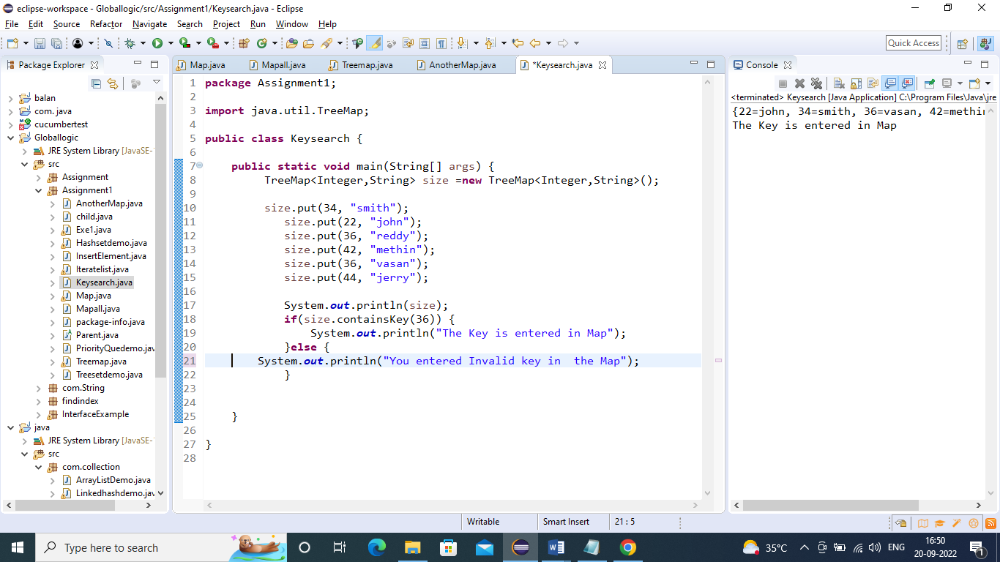 eclipse-workspace - Globallogic/src/Assignment1/Keysearch.java - Eclipse
File Edit Source Refactor Navigate Search Project Run Window Help
Quick Access
Package Explorer
balan
com. java
cucumbertest
Globallogic
JRE System Library [JavaSE-1
src
Assignment
Assignment1
AnotherMap.java
child.java
Exe1.java
Hashsetdemo.java
InsertElement.java
Iteratelist.java
Keysearch.java
Map.java
Mapall.java
package-info.java
Parent.java
PriorityQuedemo.jav
Treemap.java
Treesetdemo.java
com.String
findindex
InterfaceExample
java
JRE System Library [JavaSE-1
src
com.collection
ArrayListDemo.java
Linkedhashdemo.jav
Map.java Mapall.java Treemap.java AnotherMap.java *Keysearch.java
1 package Assignment1;
2
3 import java.util.TreeMap;
4
5 public class Keysearch {
6
7 public static void main(String[] args) {
8 TreeMap<Integer,String> size =new TreeMap<Integer,String>();
9
10 size.put(34, "smith");
11 size.put(22, "john");
12 size.put(36, "reddy");
13 size.put(42, "methin");
14 size.put(36, "vasan");
15 size.put(44, "jerry");
16
17 System.out.println(size);
18 if(size.containsKey(36)) {
19 System.out.println("The Key is entered in Map");
20 }else {
21 System.out.println("You entered Invalid key in  the Map");
22 }
23
24
25 }
26
27 }
28
Console
<terminated> Keysearch [Java Application] C:\Program Files\Java\jre
{22=john, 34=smith, 36=vasan, 42=methin
The Key is entered in Map
Writable Smart Insert 21 : 5
Type here to search
35°C ENG
16:50
20-09-2022
1